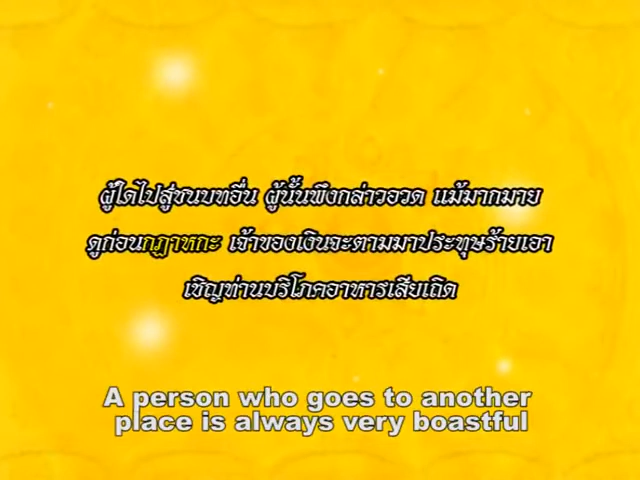 ผู้ใดไปสู่ชนบทอื่น ผู้นั้นพึงกล่าวอวด แม้มากมาย
ดูก่อนกฏาหกะ เจ้าของเงินจะตามมาประทุษร้ายเอา
เชิญท่านบริโภคอาหารเสียเถิด
A person who goes to another
place is always very boastful